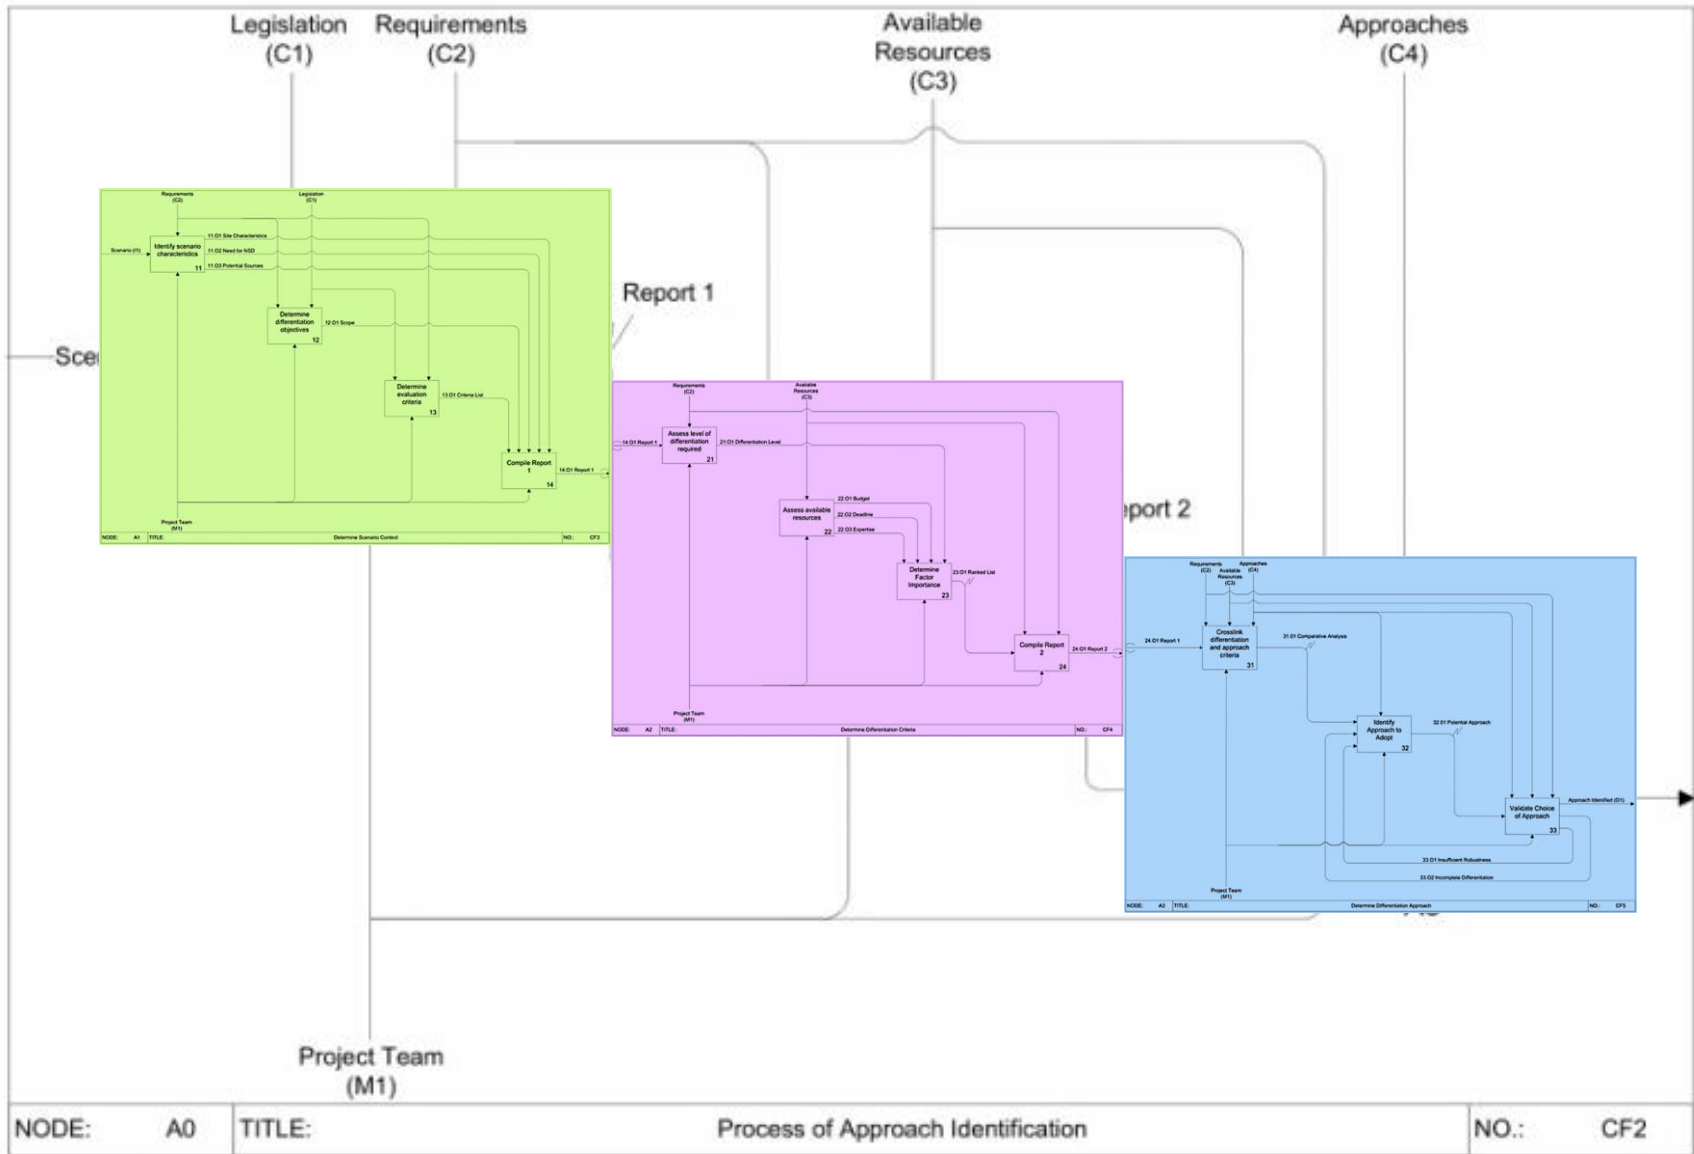 Legislation
(C1)
Requirements
(C2)
Available
Resources
(C3)
Approaches
(C4)
Report 1
Requirements
(C2)
Legislation
(C1)
Scenario (I1)
Identify scenario
characteristics
11
11.O1 Site Characteristics
11.O2 Need for NSD
11.O3 Potential Sources
Determine
differentiation
objectives
12
12.O1 Scope
Determine
evaluation
criteria
13
13.O1 Criteria List
Compile Report
1
14
14.O1 Report 1
Project Team
(M1)
NODE: A1 TITLE: Determine Scenario Context NO.: CF3
Requirements
(C2)
Available
Resources
(C3)
14.O1 Report 1
Assess level of
differentiation
required
21
21.O1 Differentiation Level
Assess available
resources
22
22.O1 Budget
22.O2 Deadline
22.O3 Expertise
Determine
Factor
Importance
23
23.O1 Ranked List
Compile Report
2
24
24.O1 Report 2
Project Team
(M1)
NODE: A2 TITLE: Determine Differentiation Criteria NO.: CF4
port 2
Requirements
(C2)
Available
Resources
(C3)
Approaches
(C4)
24.O1 Report 1
Crosslink
differentiation
and approach
criteria
31
31.O1 Comparative Analysis
Identify
Approach to
Adopt
32
32.O1 Potential Approach
Validate Choice
of Approach
33
Approach Identified (O1)
33.O1 Insufficient Robustness
33.O2 Incomplete Differentiation
Project Team
(M1)
NODE: A3 TITLE: Determine Differentiation Approach NO.: CF5
Project Team
(M1)
NODE: A0 TITLE: Process of Approach Identification NO.: CF2